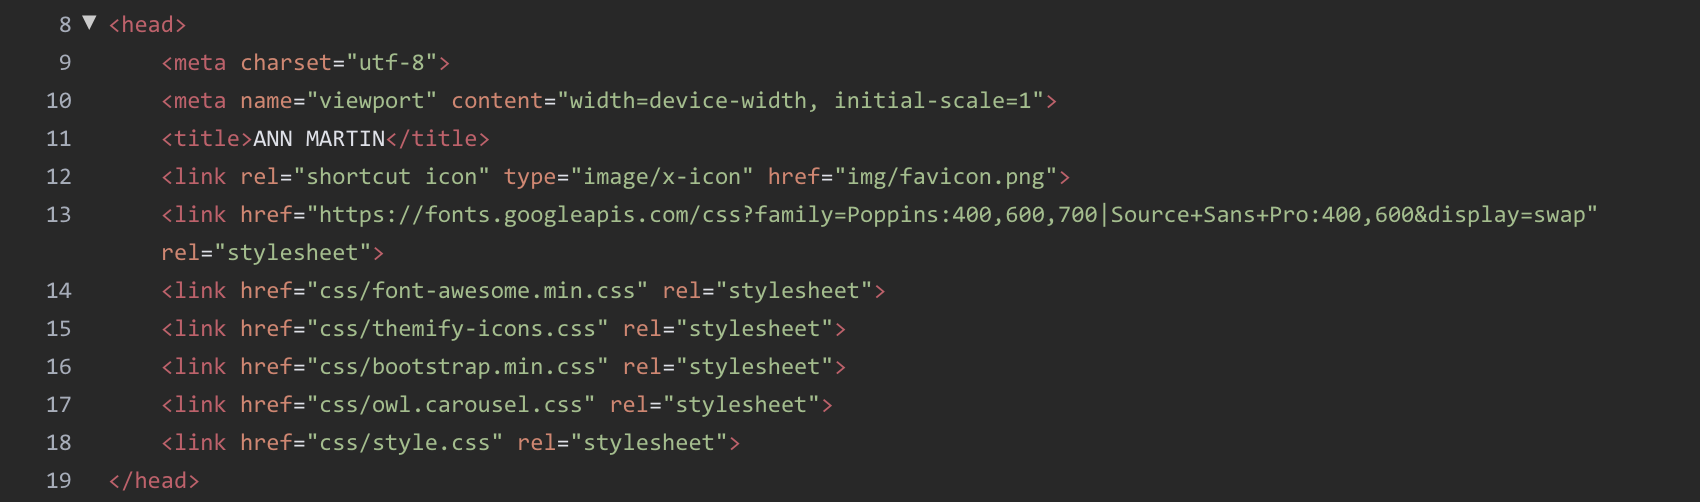 8 ▼ <head>
9 <meta charset="utf-8">
10 <meta name="viewport" content="width=device-width, initial-scale=1">
11 <title>ANN MARTIN</title>
12 <link rel="shortcut icon" type="image/x-icon" href="img/favicon.png">
13 <link href="https://fonts.googleapis.com/css?family=Poppins:400,600,700|Source+Sans+Pro:400,600&display=swap"
rel="stylesheet">
14 <link href="css/font-awesome.min.css" rel="stylesheet">
15 <link href="css/themify-icons.css" rel="stylesheet">
16 <link href="css/bootstrap.min.css" rel="stylesheet">
17 <link href="css/owl.carousel.css" rel="stylesheet">
18 <link href="css/style.css" rel="stylesheet">
19 </head>